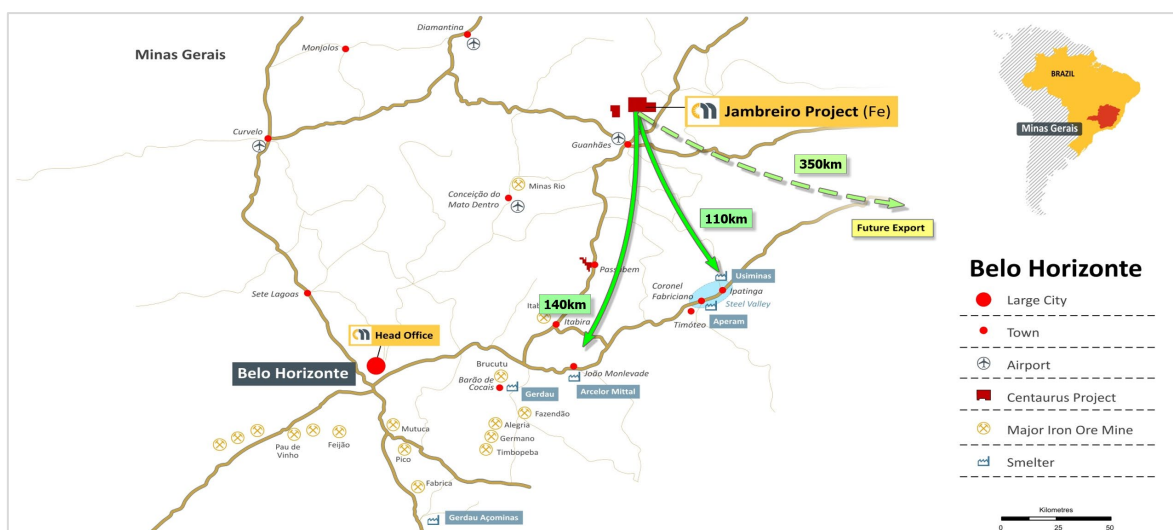 Minas Gerais
Monjolos
Diamantina
BRAZIL
Minas Gerais
Jambreiro Project (Fe)
Curvelo
Guanhães
350km
Minas Rio
Conceição do
Mato Dentro
110km
Future Export
Passabem
Usiminas
Coronel
Fabriciano
Ipatinga
Steel Valley
Sete Lagoas
140km
Itabira
Timóteo
Aperam
Head Office
Belo Horizonte
Brucutu
Barão de
Cocais
Gerdau
João Monlevade
Arcelor Mittal
Fazendão
Alegria
Germano
Timbopeba
Mutuca
Pau de
Vinho
Feijão
Pico
Fabrica
Gerdau Açominas
Belo Horizonte
Large City
Town
Airport
Centaurus Project
Major Iron Ore Mine
Smelter
Kilometres
0 25 50